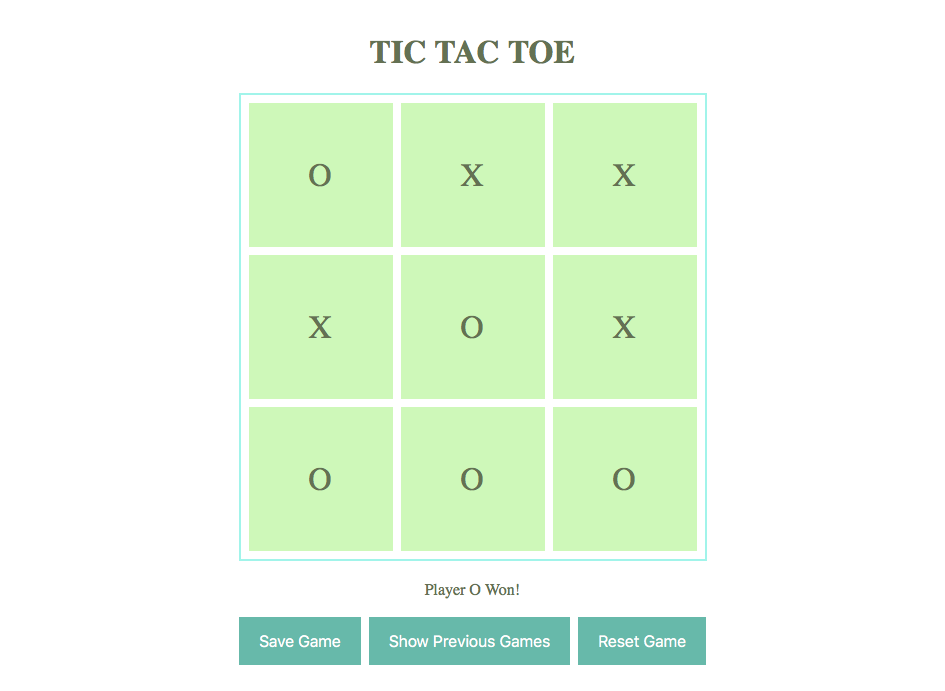 TIC TAC TOE
O X X
X O X
O O O
Player O Won!
Save Game Show Previous Games Reset Game